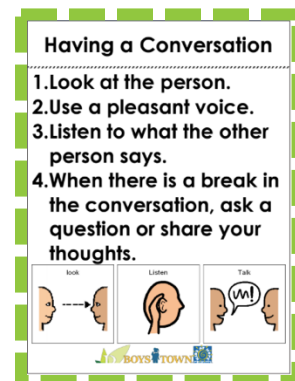 Having a Conversation
1.Look at the person.
2.Use a pleasant voice.
3.Listen to what the other
person says.
4.When there is a break in
the conversation, ask a
question or share your
thoughts.
look
Listen
Talk
BOYS TOWN